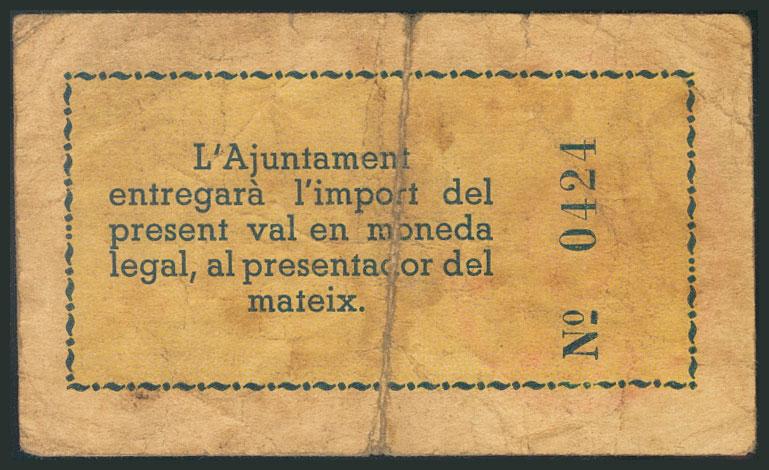 L'Ajuntament
entregarà l'import del
present val en moneda
legal, al presentador del
mateix.
Nº 0424